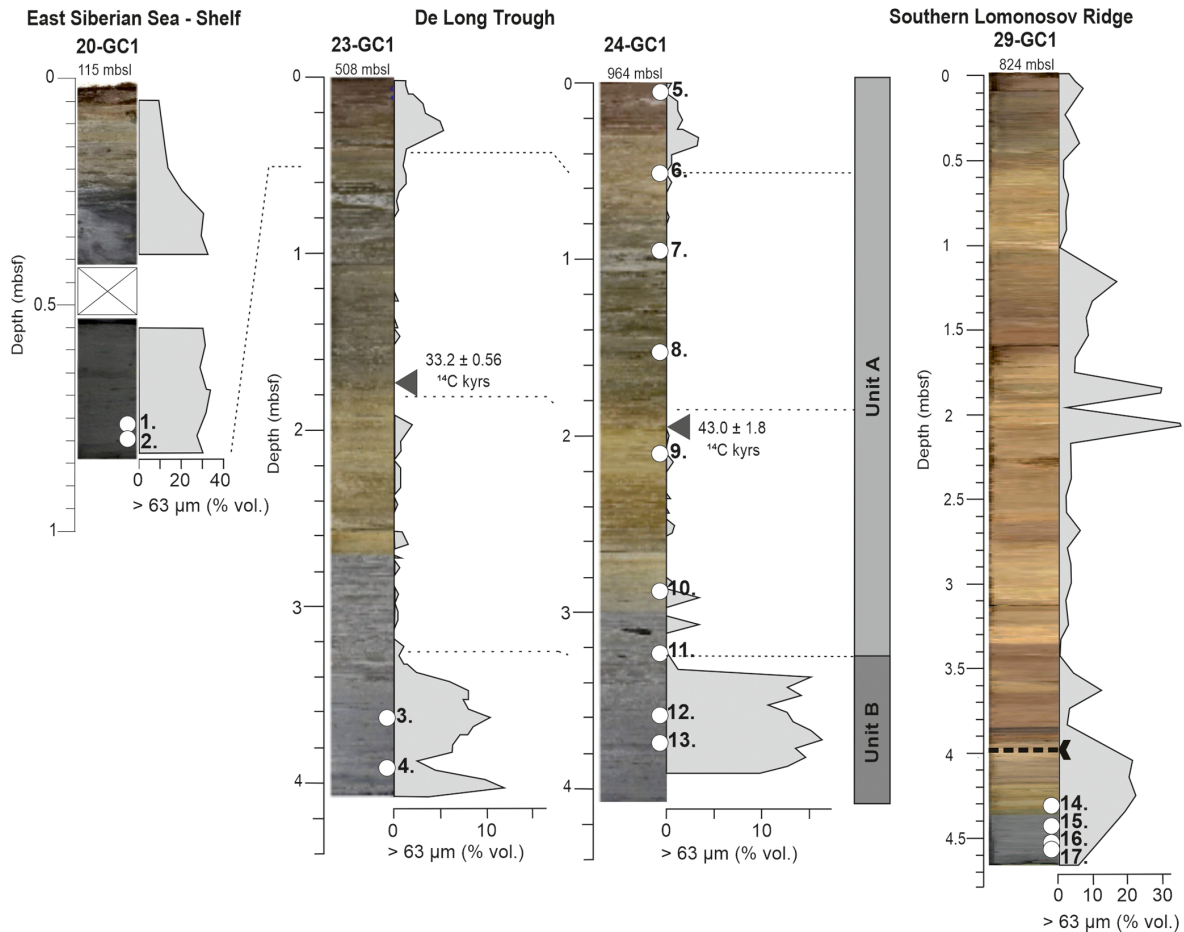 East Siberian Sea - Shelf
20-GC1
115 mbsl
0
0.5
1
Depth (mbsf)
1.
2.
0 20 40
> 63 µm (% vol.)
De Long Trough
23-GC1
508 mbsl
0
1
2
3
4
Depth (mbsf)
33.2 ± 0.56
¹⁴C kyrs
3.
4.
0 10
> 63 µm (% vol.)
24-GC1
964 mbsl
0
1
2
3
4
5.
6.
7.
8.
43.0 ± 1.8
¹⁴C kyrs
9.
10.
11.
12.
13.
0 10
> 63 µm (% vol.)
Unit A
Unit B
Southern Lomonosov Ridge
29-GC1
824 mbsl
0
0.5
1
1.5
2
2.5
3
3.5
4
4.5
Depth (mbsf)
14.
15.
16.
17.
0 10 20 30
> 63 µm (% vol.)